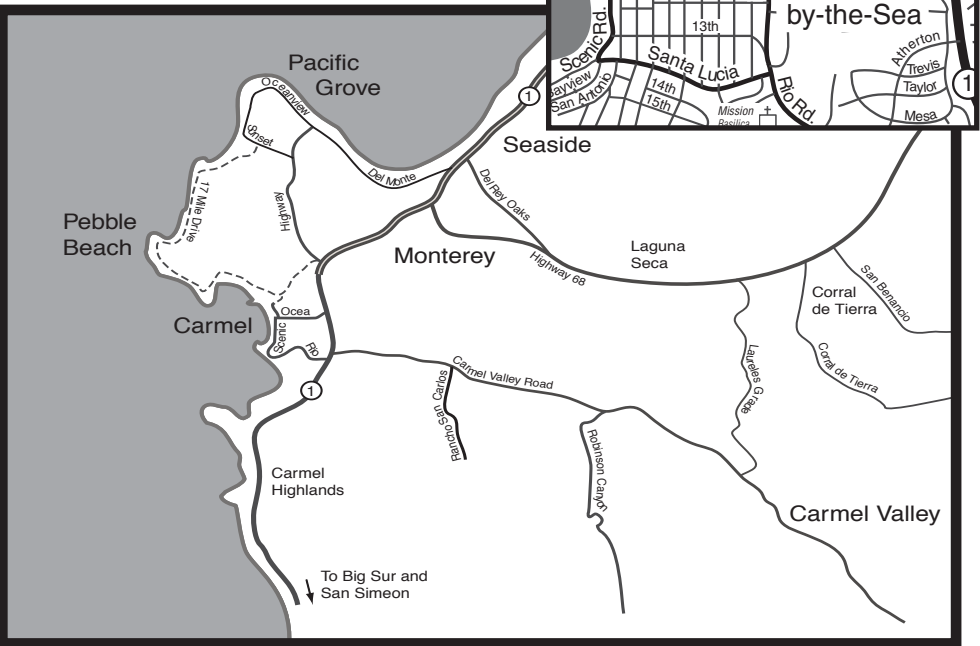 by-the-Sea
13th
Scenic Rd.
Santa Lucia
Atherton
Trevis
Taylor
Mesa
1
San Antonio
14th
15th
Mission
Basilica
Rio Rd.
Pacific
Grove
Oceanview
Sunset
1
Seaside
Del Monte
Del Rey Oaks
17 Mile Drive
Highway
Pebble
Beach
Monterey
Highway 68
Laguna
Seca
Corral
de Tierra
San Benancio
Carmel
Ocea
Scenic
Rio
Corral de Tierra
Laureles Grade
1
Carmel Valley Road
Rancho San Carlos
Robinson Canyon
Carmel
Highlands
Carmel Valley
To Big Sur and
San Simeon